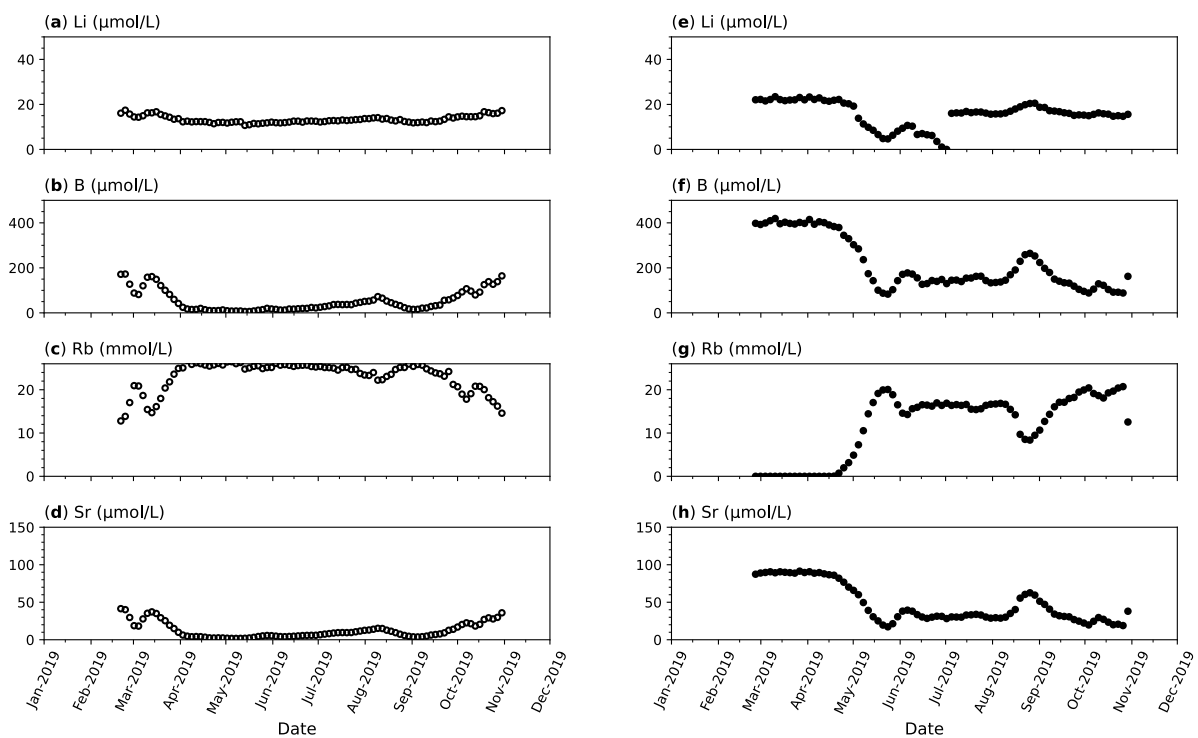 (a) Li (μmol/L)
40
20
0
(b) B (μmol/L)
400
200
0
(c) Rb (mmol/L)
20
10
0
(d) Sr (μmol/L)
150
100
50
0
Jan-2019
Feb-2019
Mar-2019
Apr-2019
May-2019
Jun-2019
Jul-2019
Aug-2019
Sep-2019
Oct-2019
Nov-2019
Dec-2019
Date
(e) Li (μmol/L)
40
20
0
(f) B (μmol/L)
400
200
0
(g) Rb (mmol/L)
20
10
0
(h) Sr (μmol/L)
150
100
50
0
Jan-2019
Feb-2019
Mar-2019
Apr-2019
May-2019
Jun-2019
Jul-2019
Aug-2019
Sep-2019
Oct-2019
Nov-2019
Dec-2019
Date